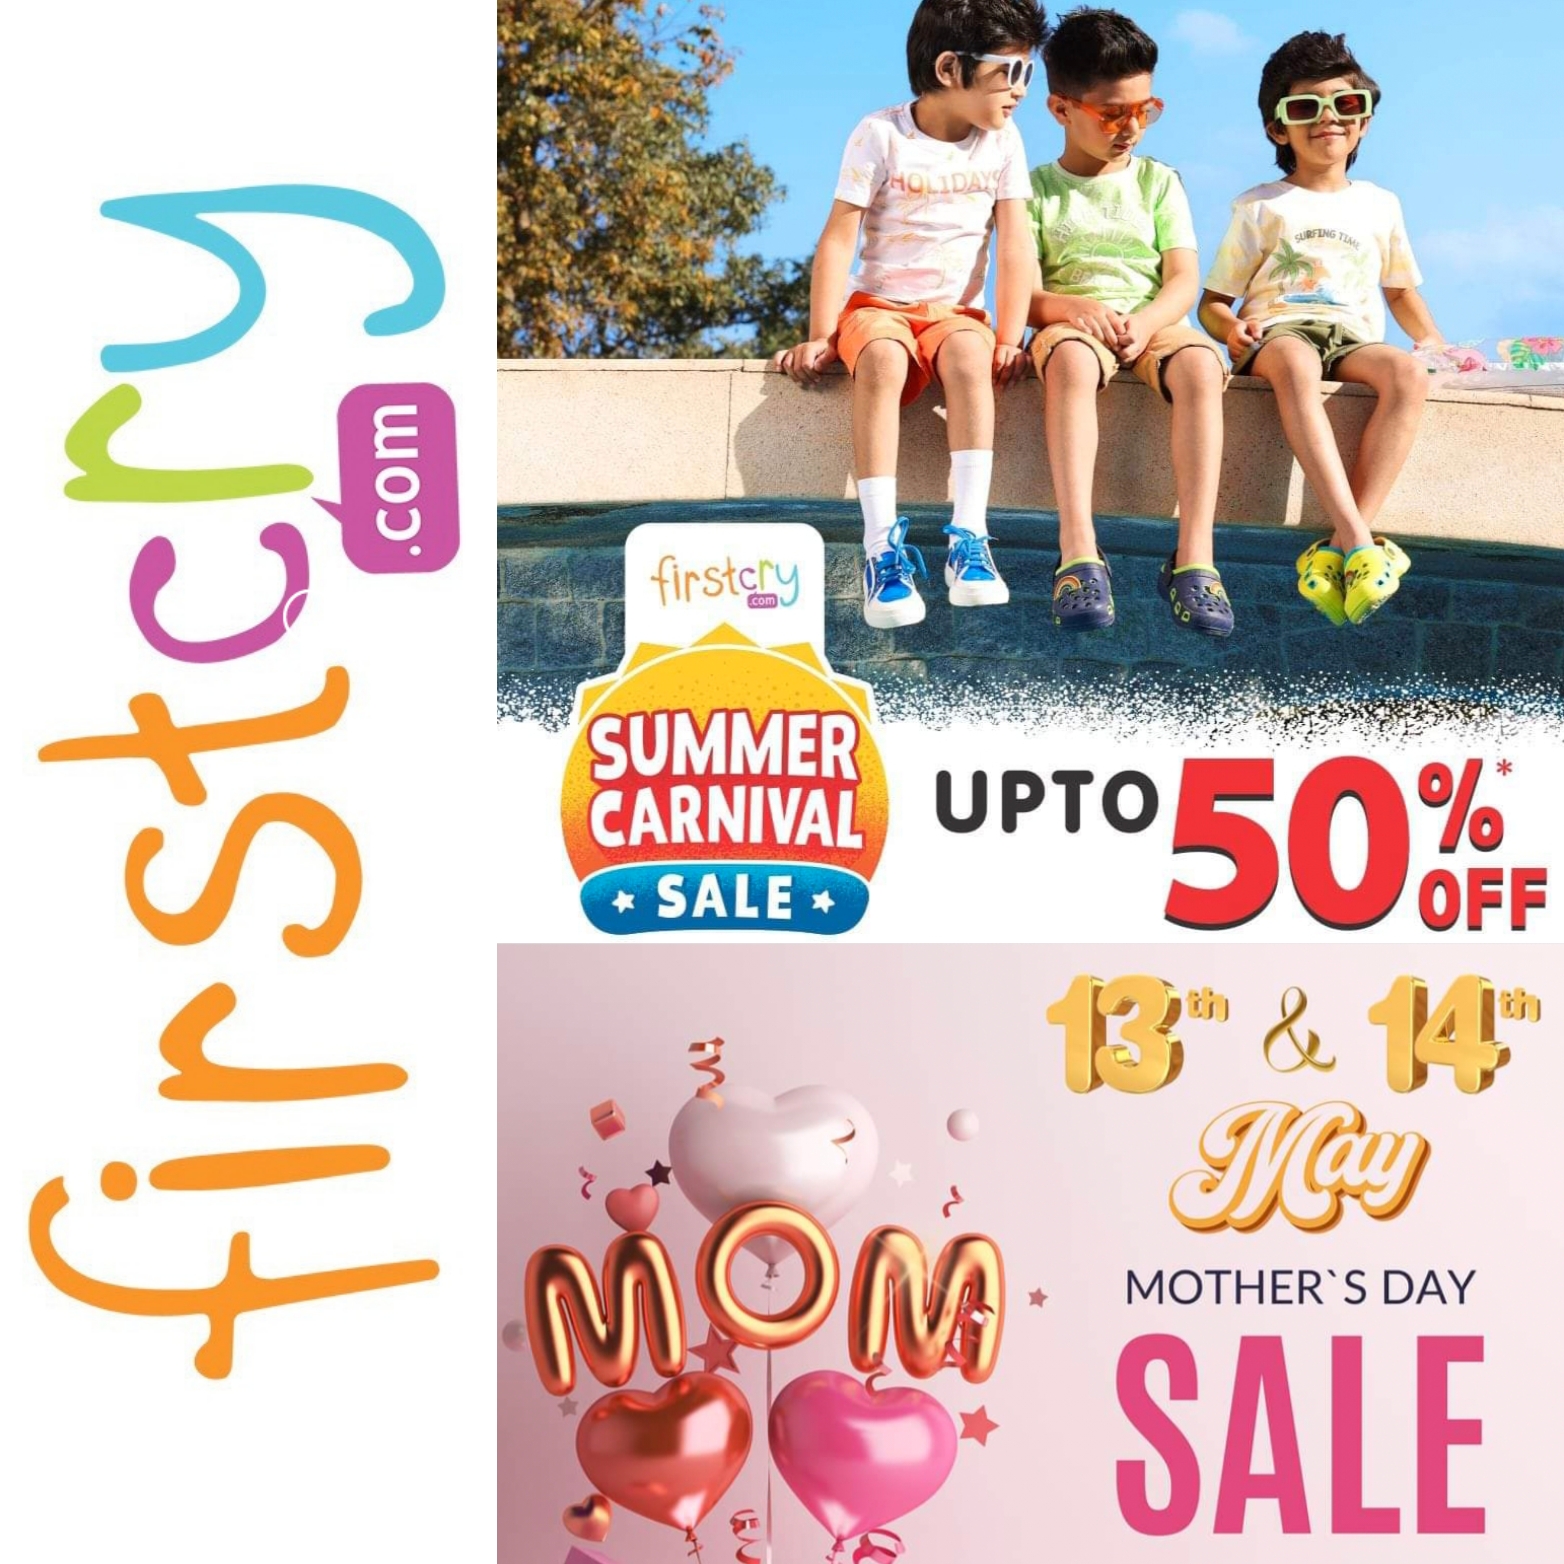 firstcry
.com
HOLIDAYS
SURFING TIME
firstcry
.com
SUMMER
CARNIVAL
SALE
UPTO 50%*
OFF
13th & 14th
May
MOM
MOTHER`S DAY
SALE